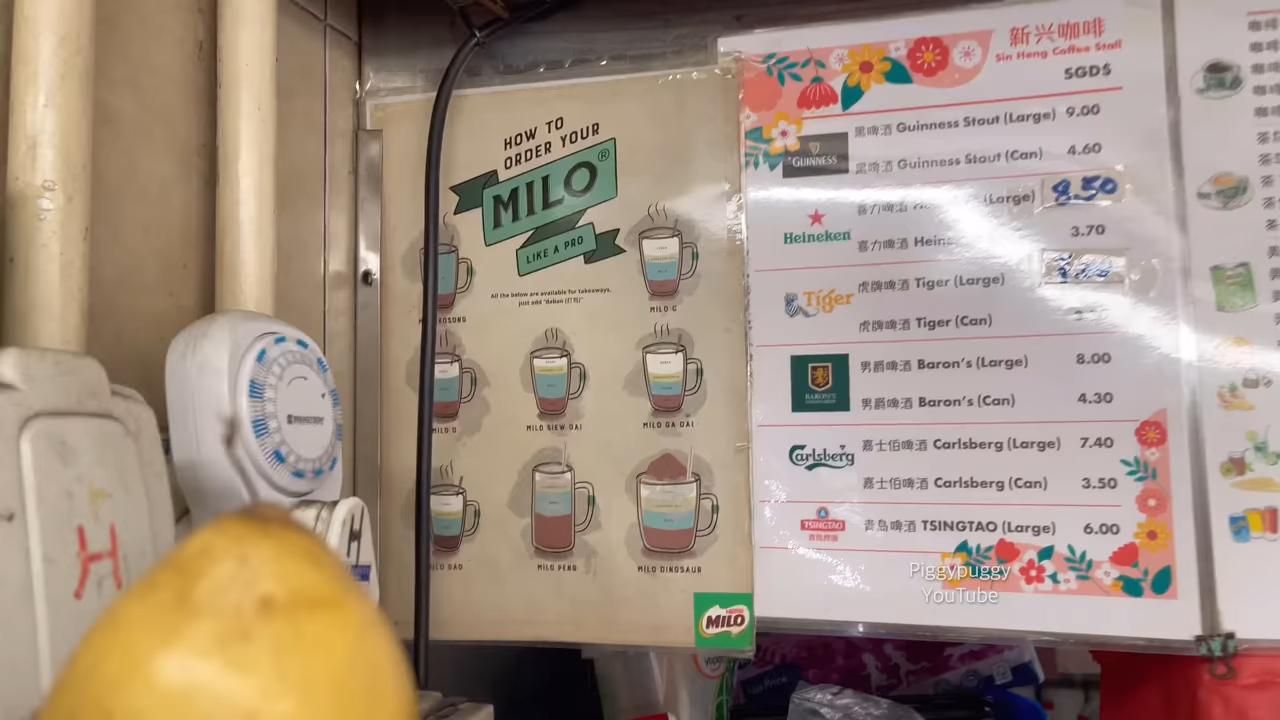 HOW TO
ORDER YOUR
MILO®
LIKE A PRO
All the below are available for takeaways,
just add "dabao (打包)"
KOSONG
MILO C
MILO O
MILO SIEW DAI
MILO GA DAI
GAO
MILO PENG
MILO DINOSAUR
Nestlé
MILO
新兴咖啡
Sin Heng Coffee Stall
SGD$
GUINNESS
黑啤酒 Guinness Stout (Large) 9.00
黑啤酒 Guinness Stout (Can) 4.60
Heineken
喜力啤酒 (Large) 8.50
喜力啤酒 Hein 3.70
Tiger
虎牌啤酒 Tiger (Large)
虎牌啤酒 Tiger (Can)
BARON'S
男爵啤酒 Baron's (Large) 8.00
男爵啤酒 Baron's (Can) 4.30
Carlsberg
嘉士伯啤酒 Carlsberg (Large) 7.40
嘉士伯啤酒 Carlsberg (Can) 3.50
TSINGTAO
青岛啤酒 TSINGTAO (Large) 6.00
Piggypuggy
YouTube
H